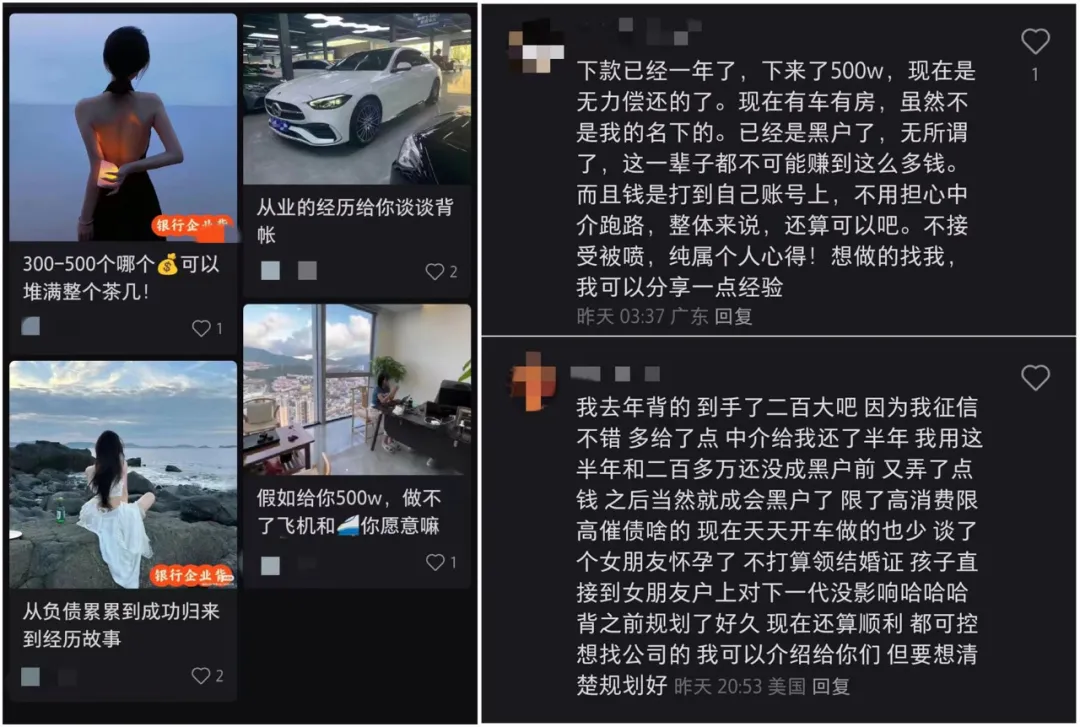 银行企业背
300-500个哪个💰可以
堆满整个茶几！
1
从业的经历给你谈谈背
帐
2
银行企业背
从负债累累到成功归来
到经历故事
2
假如给你500w，做不
了飞机和🚄你愿意嘛
1
下款已经一年了，下来了500w，现在是
无力偿还的了。现在有车有房，虽然不
是我的名下的。已经是黑户了，无所谓
了，这一辈子都不可能赚到这么多钱。
而且钱是打到自己账号上，不用担心中
介跑路，整体来说，还算可以吧。不接
受被喷，纯属个人心得！想做的找我，
我可以分享一点经验
昨天 03:37 广东 回复
1
我去年背的 到手了二百大吧 因为我征信
不错 多给了点 中介给我还了半年 我用这
半年和二百多万还没成黑户前 又弄了点
钱 之后当然就成会黑户了 限了高消费限
高催债啥的 现在天天开车做的也少 谈了
个女朋友怀孕了 不打算领结婚证 孩子直
接到女朋友户上对下一代没影响哈哈哈
背之前规划了好久 现在还算顺利 都可控
想找公司的 我可以介绍给你们 但要想清
楚规划好 昨天 20:53 美国 回复